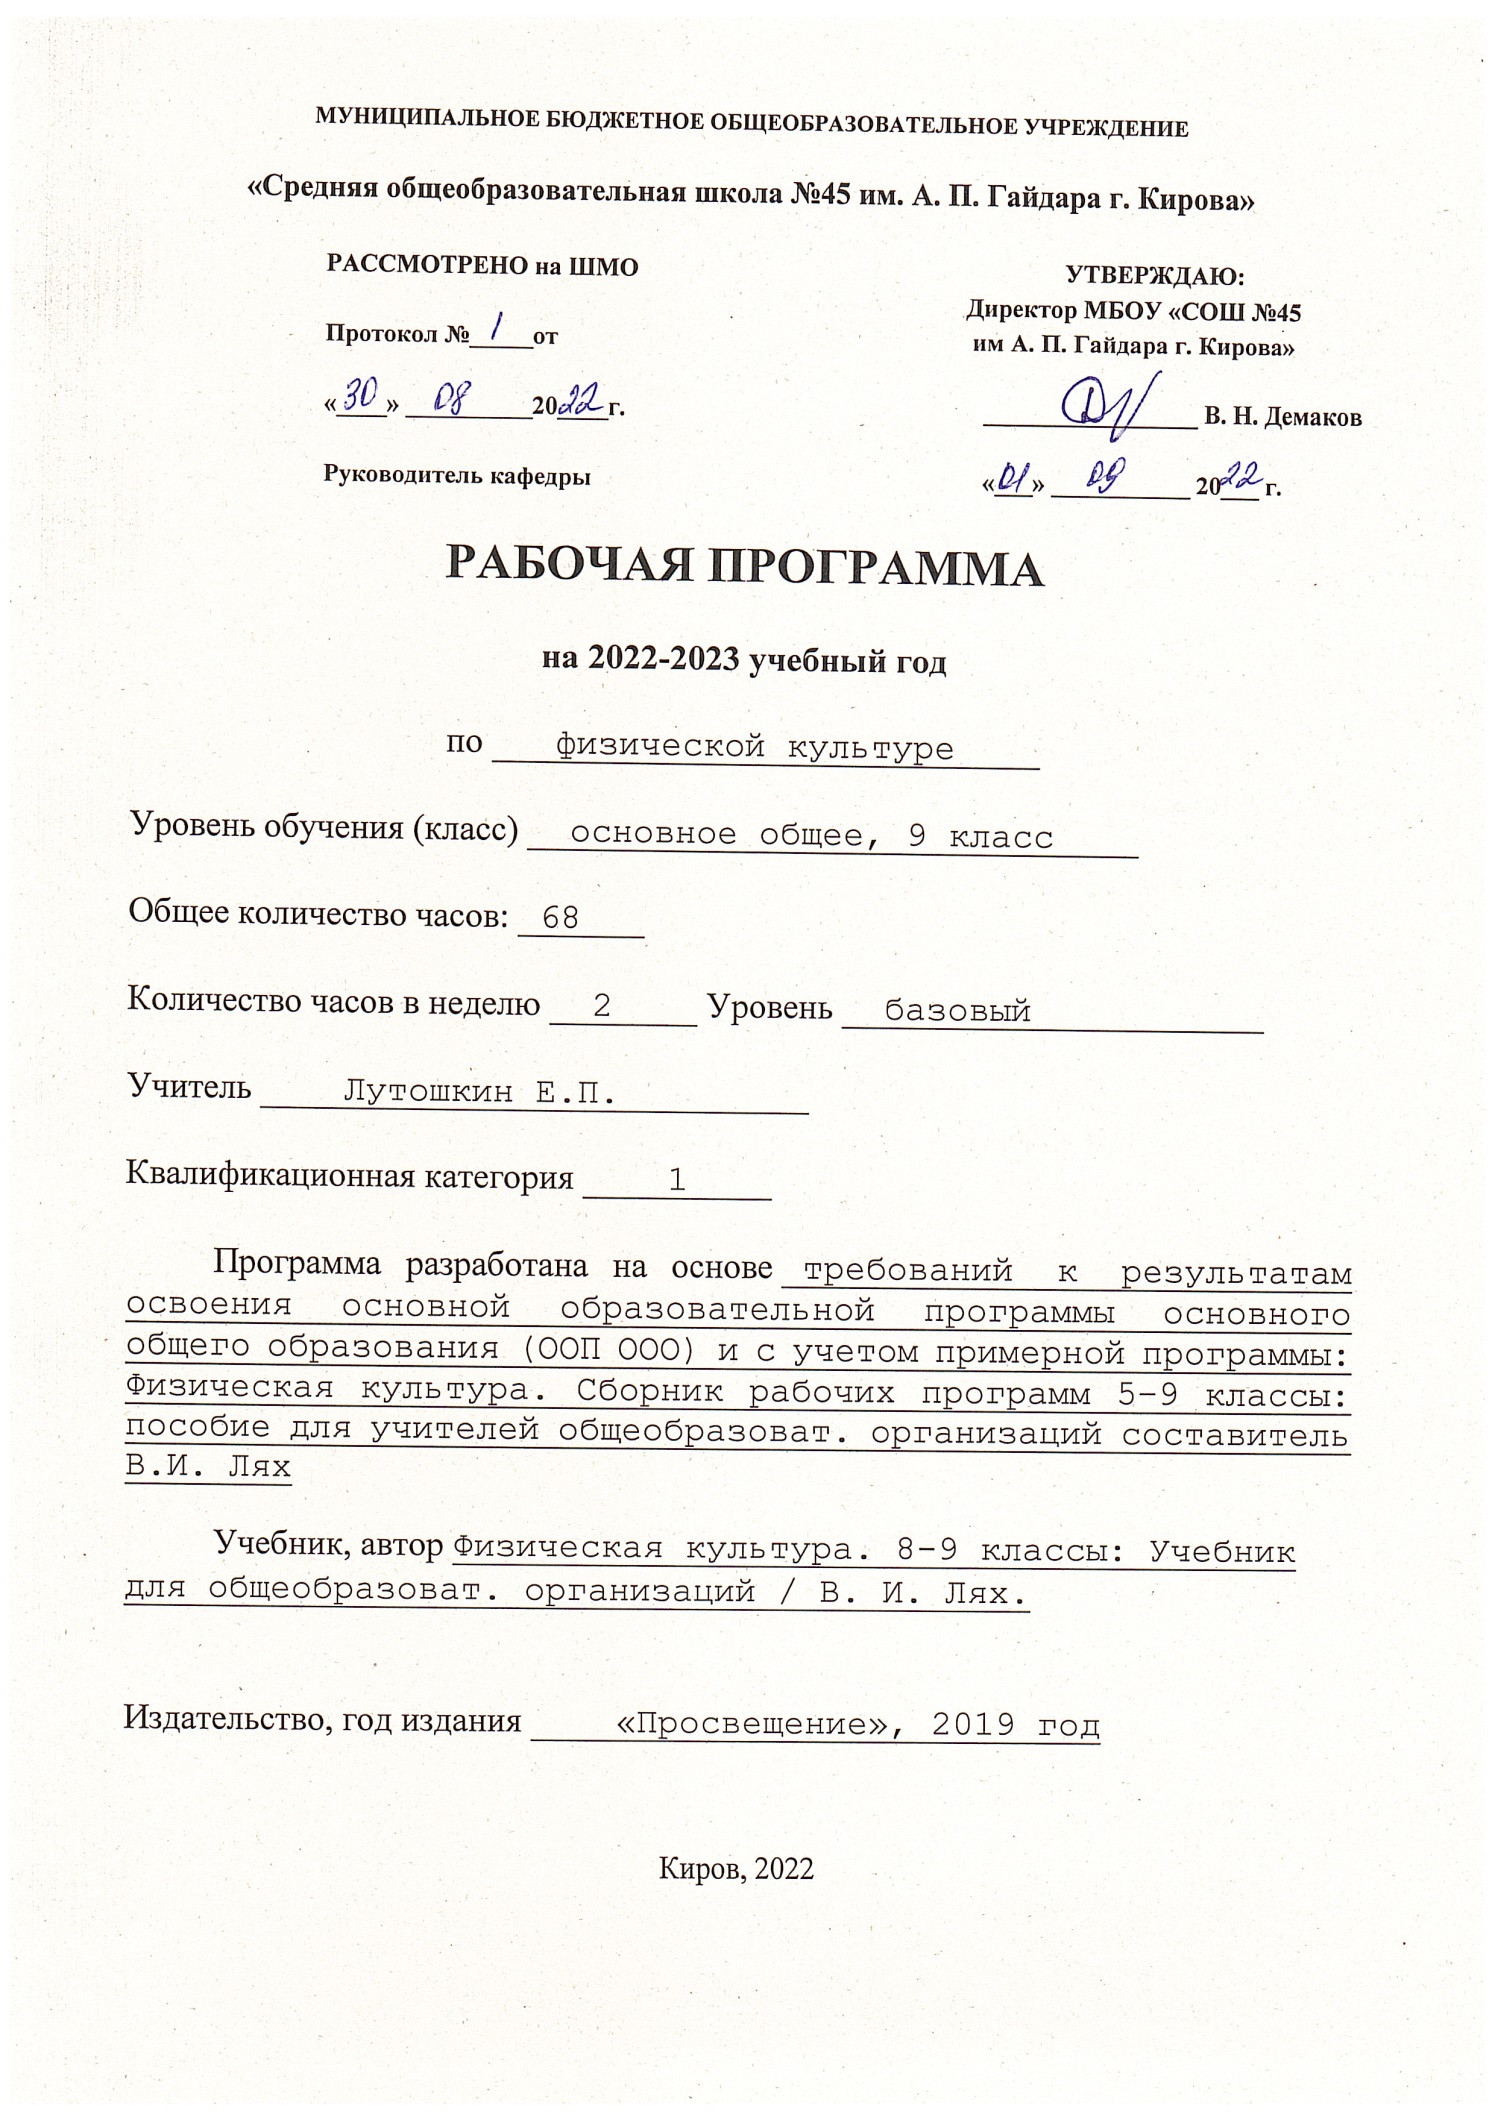 МУНИЦИПАЛЬНОЕ БЮДЖЕТНОЕ ОБЩЕОБРАЗОВАТЕЛЬНОЕ УЧРЕЖДЕНИЕ
«Средняя общеобразовательная школа №45 им. А. П. Гайдара г. Кирова»
РАССМОТРЕНО на ШМО
Протокол № 1 от
«30» 08 2022 г.
Руководитель кафедры
УТВЕРЖДАЮ:
Директор МБОУ «СОШ №45
им А. П. Гайдара г. Кирова»
В. Н. Демаков
«01» 09 2022 г.
РАБОЧАЯ ПРОГРАММА
на 2022-2023 учебный год
по физической культуре
Уровень обучения (класс) основное общее, 9 класс
Общее количество часов: 68
Количество часов в неделю 2 Уровень базовый
Учитель Лутошкин Е.П.
Квалификационная категория 1
Программа разработана на основе требований к результатам
освоения основной образовательной программы основного
общего образования (ООП ООО) и с учетом примерной программы:
Физическая культура. Сборник рабочих программ 5-9 классы:
пособие для учителей общеобразоват. организаций составитель
В.И. Лях
Учебник, автор Физическая культура. 8-9 классы: Учебник
для общеобразоват. организаций / В. И. Лях.
Издательство, год издания «Просвещение», 2019 год
Киров, 2022